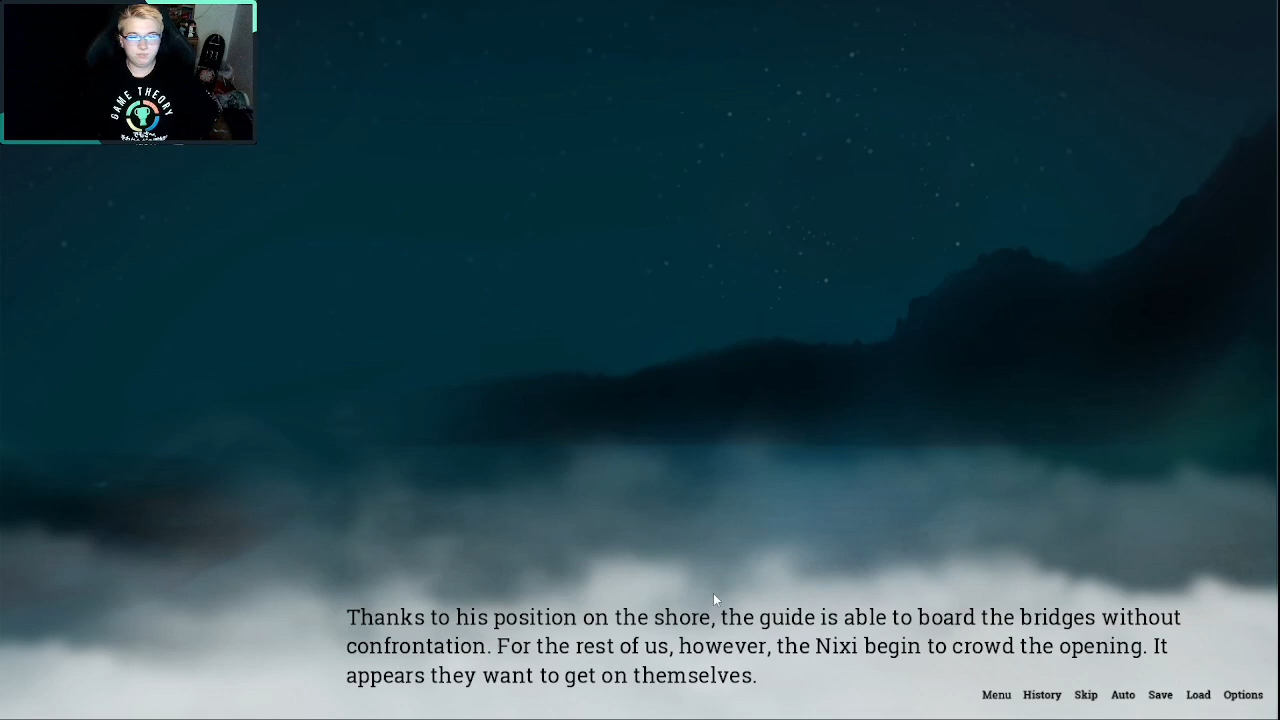 GAME THEORY
Thanks to his position on the shore, the guide is able to board the bridges without
confrontation. For the rest of us, however, the Nixi begin to crowd the opening. It
appears they want to get on themselves.
Menu History Skip Auto Save Load Options